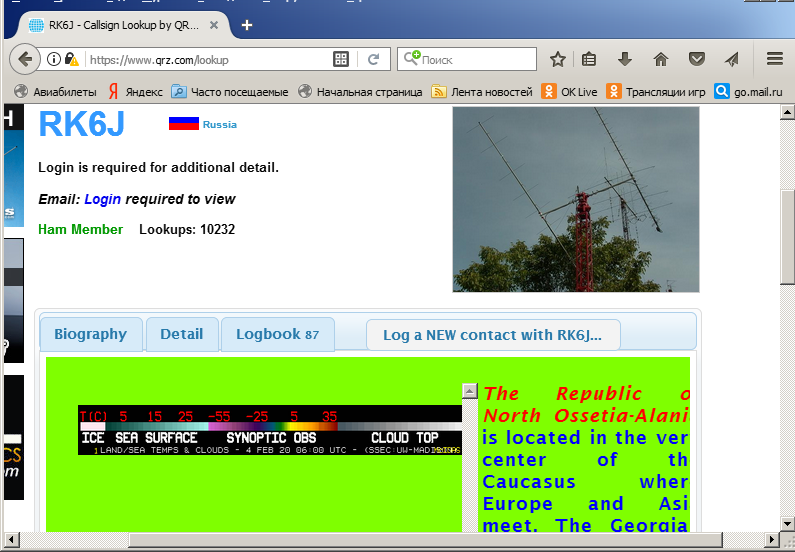 RK6J - Callsign Lookup by QR...
https://www.qrz.com/lookup
Поиск
Авиабилеты
Яндекс
Часто посещаемые
Начальная страница
Лента новостей
OK Live
Трансляции игр
go.mail.ru
H
RK6J
Russia
Login is required for additional detail.
Email: Login required to view
Ham Member Lookups: 10232
Biography
Detail
Logbook 87
Log a NEW contact with RK6J...
T(C) 5 15 25 -55 -25 5 35
ICE SEA SURFACE SYNOPTIC OBS CLOUD TOP
LAND/SEA TEMPS & CLOUDS - 4 FEB 20 06:00 UTC - (SSEC:UW-MADISON
The Republic o
North Ossetia-Alani
is located in the ver
center of th
Caucasus wher
Europe and Asi
meet. The Georgia
CS
om